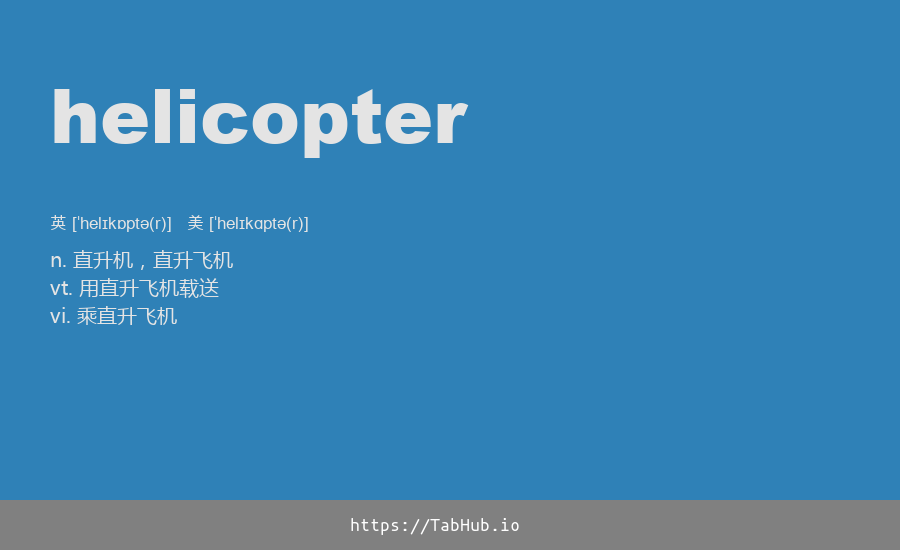 helicopter
英 [ˈhelɪkɒptə(r)] 美 [ˈhelɪkɑptə(r)]
n. 直升机，直升飞机
vt. 用直升飞机载送
vi. 乘直升飞机
https://TabHub.io